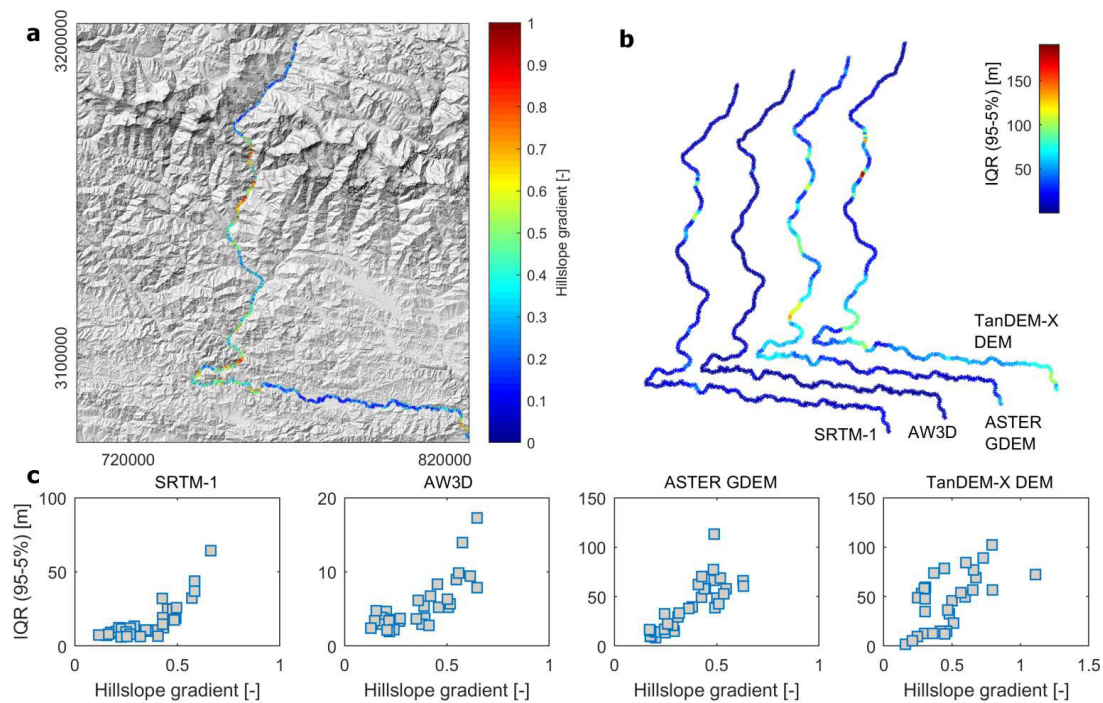 a
3200000
3100000
720000
820000
1
0.9
0.8
0.7
0.6
0.5
0.4
0.3
0.2
0.1
0
Hillslope gradient [-]
b
150
100
50
IQR (95-5%) [m]
TanDEM-X
DEM
ASTER
GDEM
AW3D
SRTM-1
c
SRTM-1
100
50
0
0
0.5
1
IQR (95-5%) [m]
Hillslope gradient [-]
AW3D
20
10
0
0
0.5
1
Hillslope gradient [-]
ASTER GDEM
150
100
50
0
0
0.5
1
Hillslope gradient [-]
TanDEM-X DEM
150
100
50
0
0
0.5
1
1.5
Hillslope gradient [-]